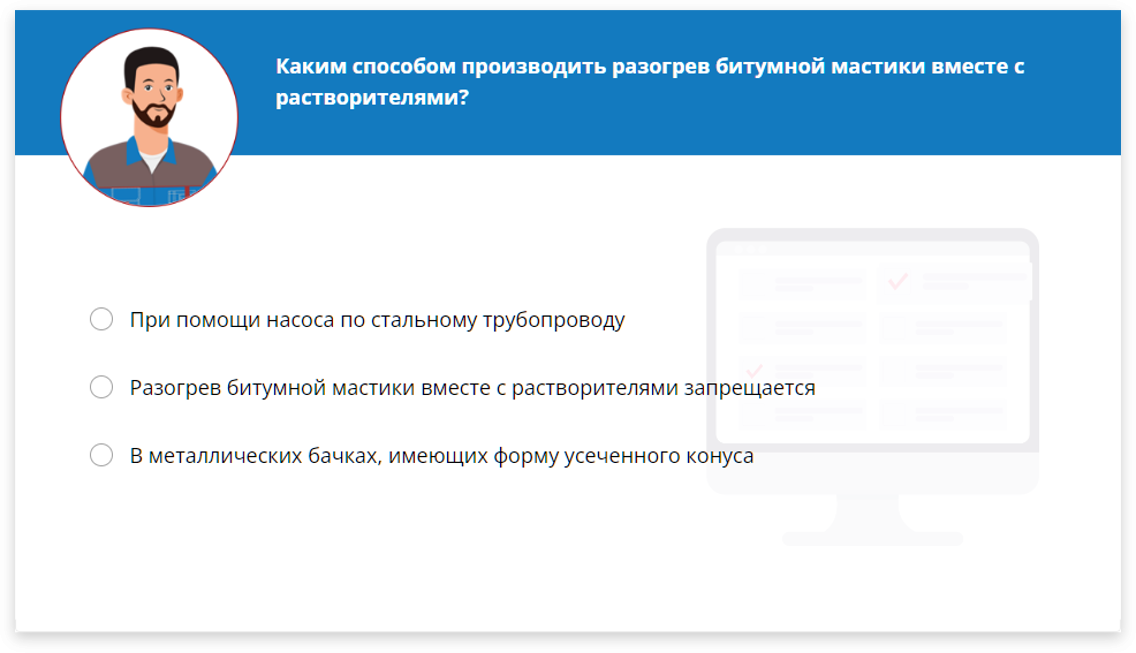 Каким способом производить разогрев битумной мастики вместе с
растворителями?
При помощи насоса по стальному трубопроводу
Разогрев битумной мастики вместе с растворителями запрещается
В металлических бачках, имеющих форму усеченного конуса